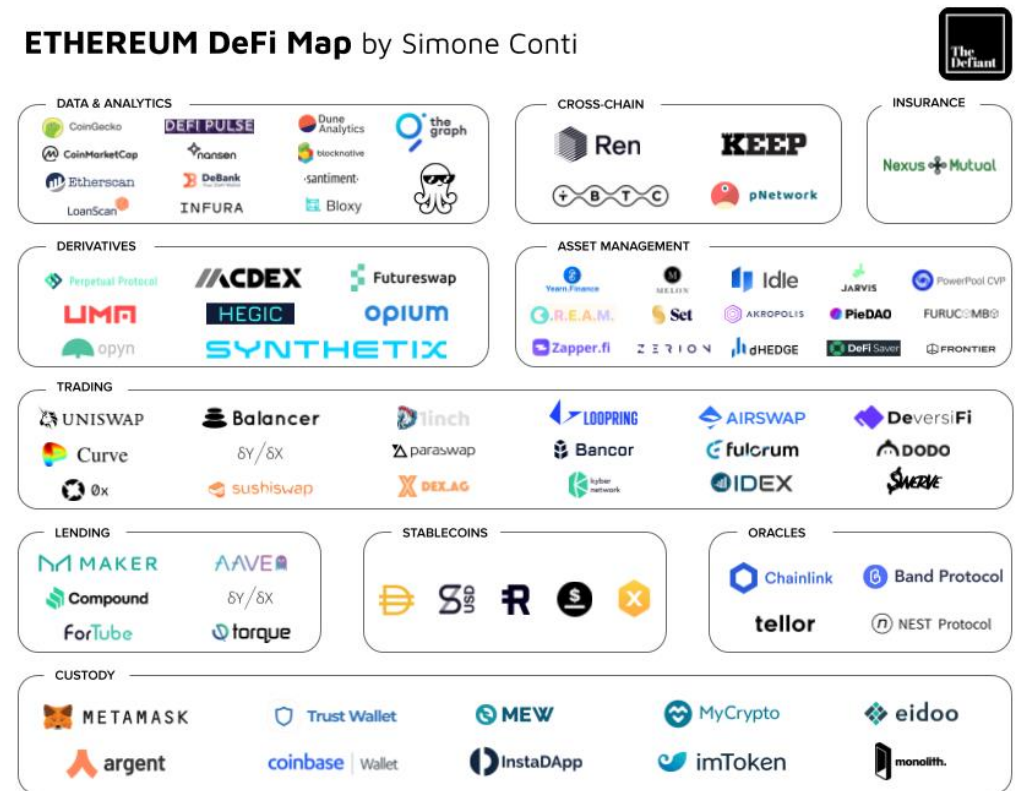 ETHEREUM DeFi Map by Simone Conti
The
Defiant
DATA & ANALYTICS
CoinGecko
DEFI PULSE
Dune
Analytics
the
graph
CoinMarketCap
nansen
blocknative
Etherscan
DeBank
·santiment·
LoanScan
INFURA
Bloxy
CROSS-CHAIN
Ren
KEEP
T B T C
pNetwork
INSURANCE
Nexus Mutual
DERIVATIVES
Perpetual Protocol
MCDEX
Futureswap
UMA
HEGIC
opium
opyn
SYNTHETIX
ASSET MANAGEMENT
Yearn.Finance
MELON
Idle
JARVIS
PowerPool CVP
C.R.E.A.M.
Set
AKROPOLIS
PieDAO
FURUCOMBO
Zapper.fi
ZERION
dHEDGE
DeFi Saver
FRONTIER
TRADING
UNISWAP
Balancer
1inch
LOOPRING
AIRSWAP
DeversiFi
Curve
δY/δX
paraswap
Bancor
fulcrum
DODO
0x
sushiswap
DEX.AG
kyber
network
IDEX
SWERVE
LENDING
MAKER
AAVE
Compound
δY/δX
ForTube
torque
STABLECOINS
USD
ORACLES
Chainlink
Band Protocol
tellor
NEST Protocol
CUSTODY
METAMASK
Trust Wallet
MEW
MyCrypto
eidoo
argent
coinbase | Wallet
InstaDApp
imToken
monolith.